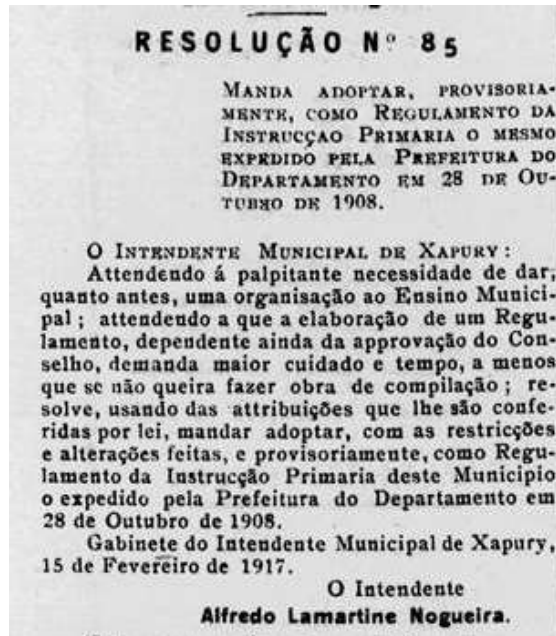 RESOLUÇÃO Nº 85
MANDA ADOPTAR, PROVISORIA-
MENTE, COMO REGULAMENTO DA
INSTRUCÇAO PRIMARIA O MESMO
EXPEDIDO PELA PREFEITURA DO
DEPARTAMENTO EM 28 DE OU-
TUBRO DE 1908.
O INTENDENTE MUNICIPAL DE XAPURY :
Attendendo á palpitante necessidade de dar,
quanto antes, uma organisação ao Ensino Munici-
pal ; attendendo a que a elaboração de um Regu-
lamento, dependente ainda da approvação do Con-
selho, demanda maior cuidado e tempo, a menos
que se não queira fazer obra de compilação ; re-
solve, usando das attribuições que lhe são confe-
ridas por lei, mandar adoptar, com as restricções
e alterações feitas, e provisoriamente, como Regu-
lamento da Instrucção Primaria deste Municipio
o expedido pela Prefeitura do Departamento em
28 de Outubro de 1908.
Gabinete do Intendente Municipal de Xapury,
15 de Fevereiro de 1917.
O Intendente
Alfredo Lamartine Nogueira.